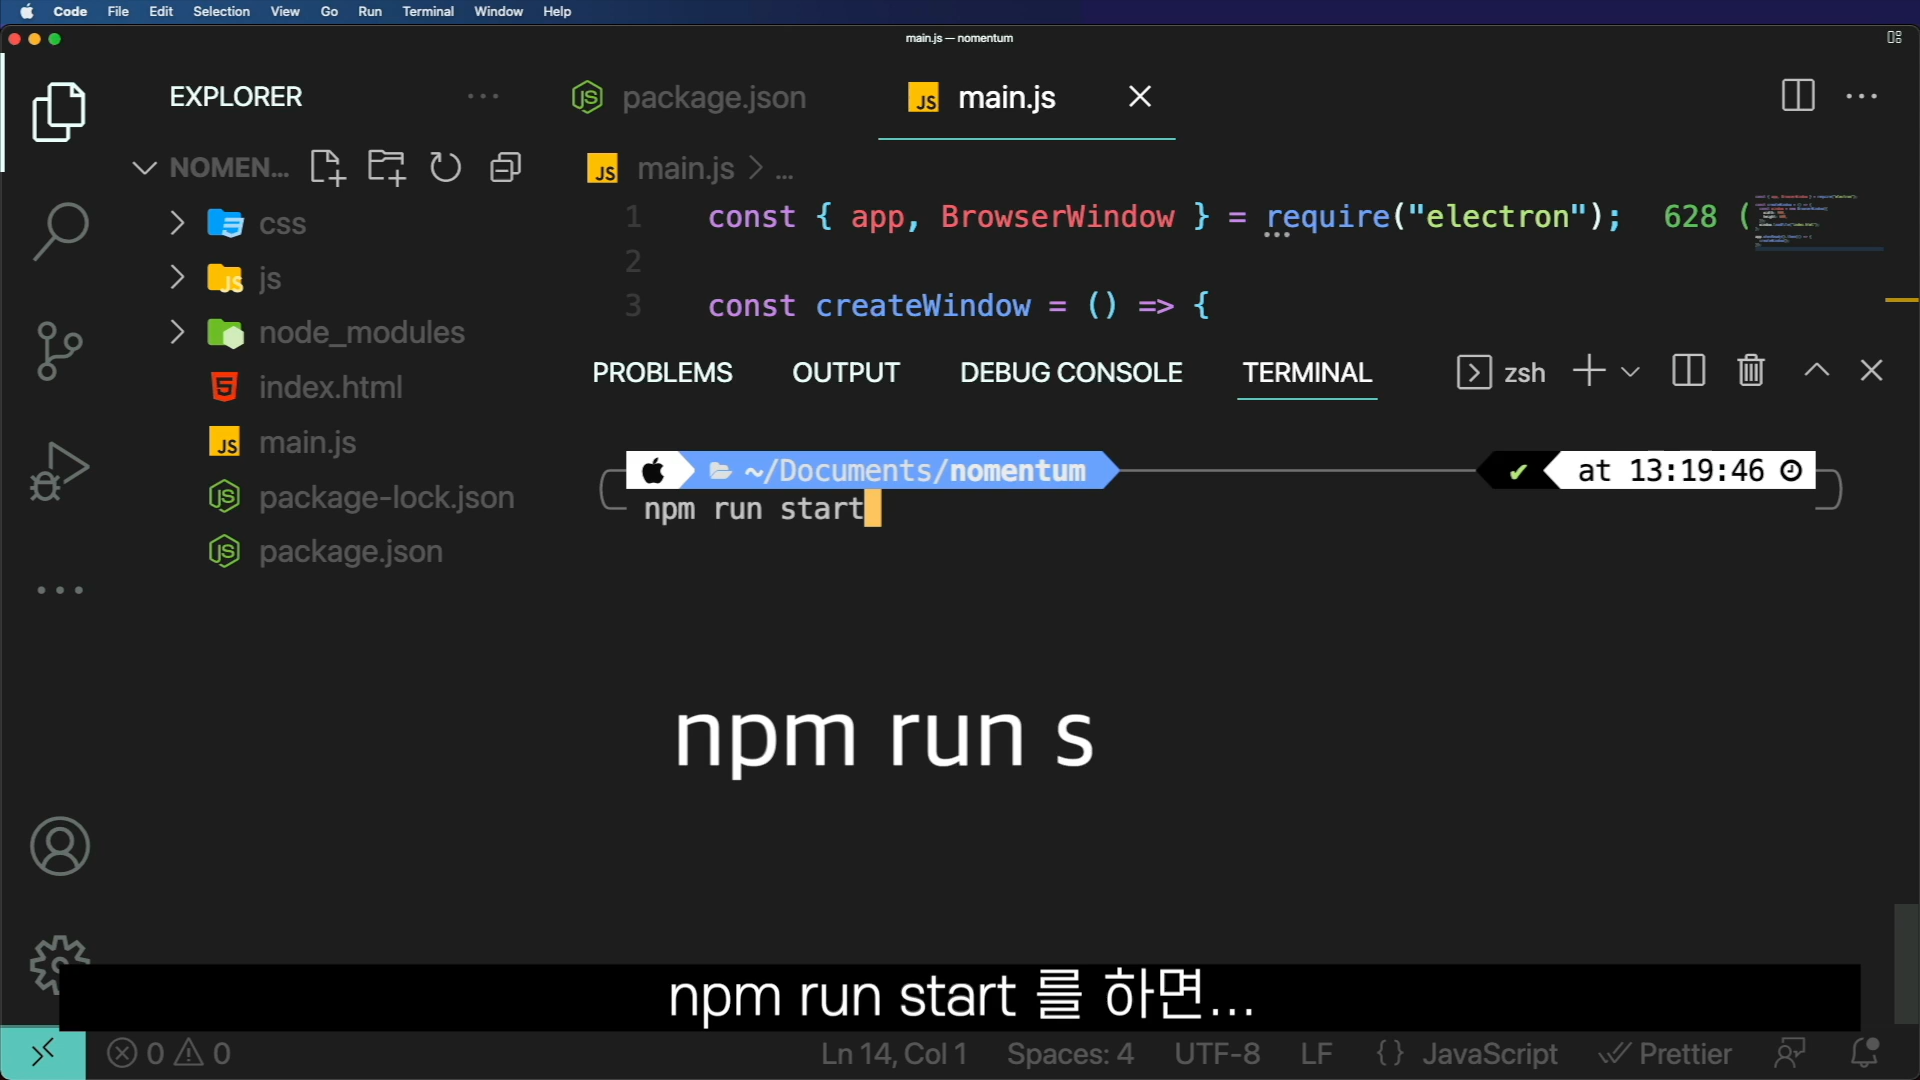 Code File Edit Selection View Go Run Terminal Window Help
main.js — nomentum
EXPLORER
NOMEN...
css
js
node_modules
index.html
main.js
package-lock.json
package.json
package.json
main.js
main.js > ...
1 const { app, BrowserWindow } = require("electron"); 628 (
2
3 const createWindow = () => {
PROBLEMS OUTPUT DEBUG CONSOLE TERMINAL zsh
~/Documents/nomentum ✔ at 13:19:46
npm run start
npm run s
npm run start 를 하면...
0 0 Ln 14, Col 1 Spaces: 4 UTF-8 LF {} JavaScript Prettier